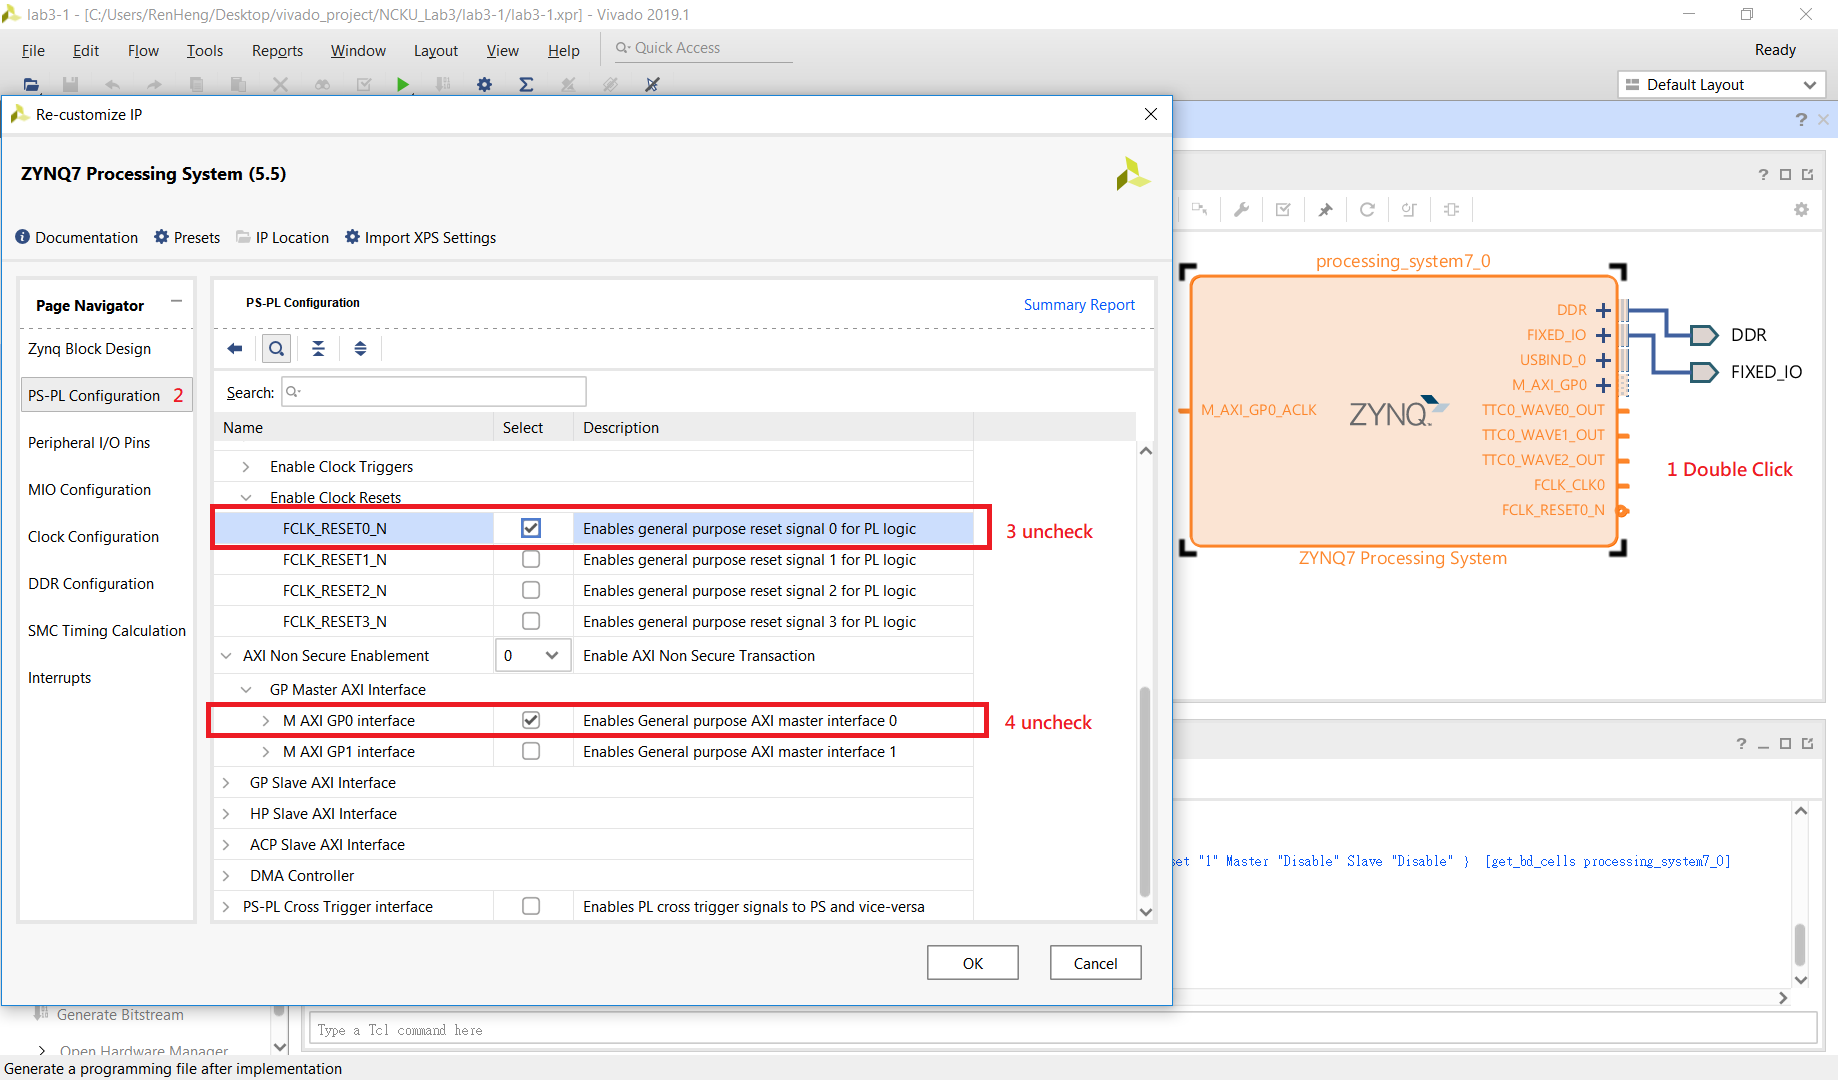 lab3-1 - [C:/Users/RenHeng/Desktop/vivado_project/NCKU_Lab3/lab3-1/lab3-1.xpr] - Vivado 2019.1
File Edit Flow Tools Reports Window Layout View Help Quick Access Ready
Default Layout
Re-customize IP
ZYNQ7 Processing System (5.5)
Documentation Presets IP Location Import XPS Settings
Page Navigator
Zynq Block Design
PS-PL Configuration 2
Peripheral I/O Pins
MIO Configuration
Clock Configuration
DDR Configuration
SMC Timing Calculation
Interrupts
PS-PL Configuration Summary Report
Search:
Name Select Description
Enable Clock Triggers
Enable Clock Resets
FCLK_RESET0_N Enables general purpose reset signal 0 for PL logic 3 uncheck
FCLK_RESET1_N Enables general purpose reset signal 1 for PL logic
FCLK_RESET2_N Enables general purpose reset signal 2 for PL logic
FCLK_RESET3_N Enables general purpose reset signal 3 for PL logic
AXI Non Secure Enablement 0 Enable AXI Non Secure Transaction
GP Master AXI Interface
M AXI GP0 interface Enables General purpose AXI master interface 0 4 uncheck
M AXI GP1 interface Enables General purpose AXI master interface 1
GP Slave AXI Interface
HP Slave AXI Interface
ACP Slave AXI Interface
DMA Controller
PS-PL Cross Trigger interface Enables PL cross trigger signals to PS and vice-versa
OK Cancel
processing_system7_0
DDR
FIXED_IO
USBIND_0
M_AXI_GP0
M_AXI_GP0_ACLK
ZYNQ
TTC0_WAVE0_OUT
TTC0_WAVE1_OUT
TTC0_WAVE2_OUT
FCLK_CLK0
FCLK_RESET0_N
ZYNQ7 Processing System
DDR
FIXED_IO
1 Double Click
set "1" Master "Disable" Slave "Disable" } [get_bd_cells processing_system7_0]
Generate Bitstream
Open Hardware Manager
Type a Tcl command here
Generate a programming file after implementation